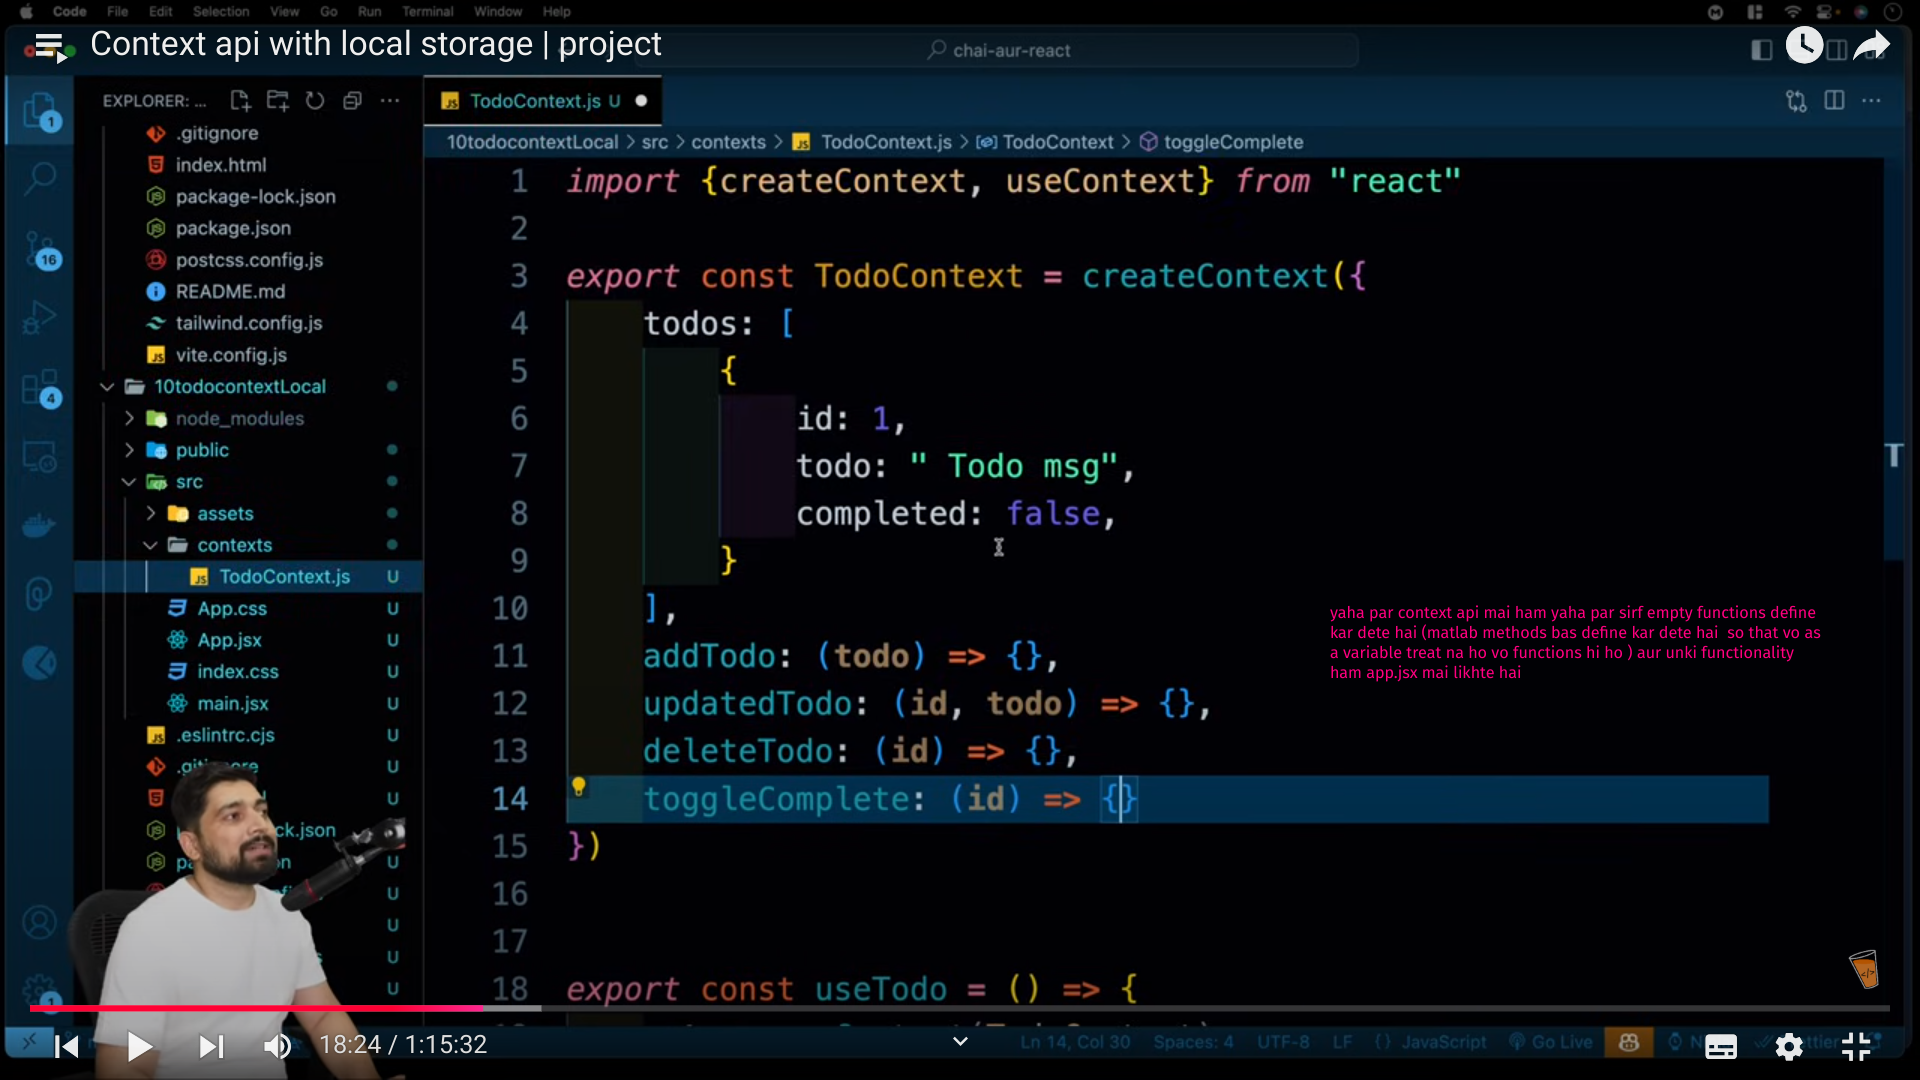 Code File Edit Selection View Go Run Terminal Window Help
Context api with local storage | project
chai-aur-react
EXPLORER: ...
TodoContext.js U
10todocontextLocal > src > contexts > TodoContext.js > TodoContext > toggleComplete
.gitignore
index.html
package-lock.json
package.json
postcss.config.js
README.md
tailwind.config.js
vite.config.js
10todocontextLocal
node_modules
public
src
assets
contexts
TodoContext.js U
App.css U
App.jsx U
index.css U
main.jsx U
.eslintrc.cjs U
U
U
ck.json U
U
U
U
U
U
1
16
4
1
1 import {createContext, useContext} from "react"
2
3 export const TodoContext = createContext({
4 todos: [
5 {
6 id: 1,
7 todo: " Todo msg",
8 completed: false,
9 }
10 ],
11 addTodo: (todo) => {},
12 updatedTodo: (id, todo) => {},
13 deleteTodo: (id) => {},
14 toggleComplete: (id) => {}
15 })
16
17
18 export const useTodo = () => {
yaha par context api mai ham yaha par sirf empty functions define
kar dete hai (matlab methods bas define kar dete hai so that vo as
a variable treat na ho vo functions hi ho ) aur unki functionality
ham app.jsx mai likhte hai
18:24 / 1:15:32
Ln 14, Col 30 Spaces: 4 UTF-8 LF {} JavaScript Go Live